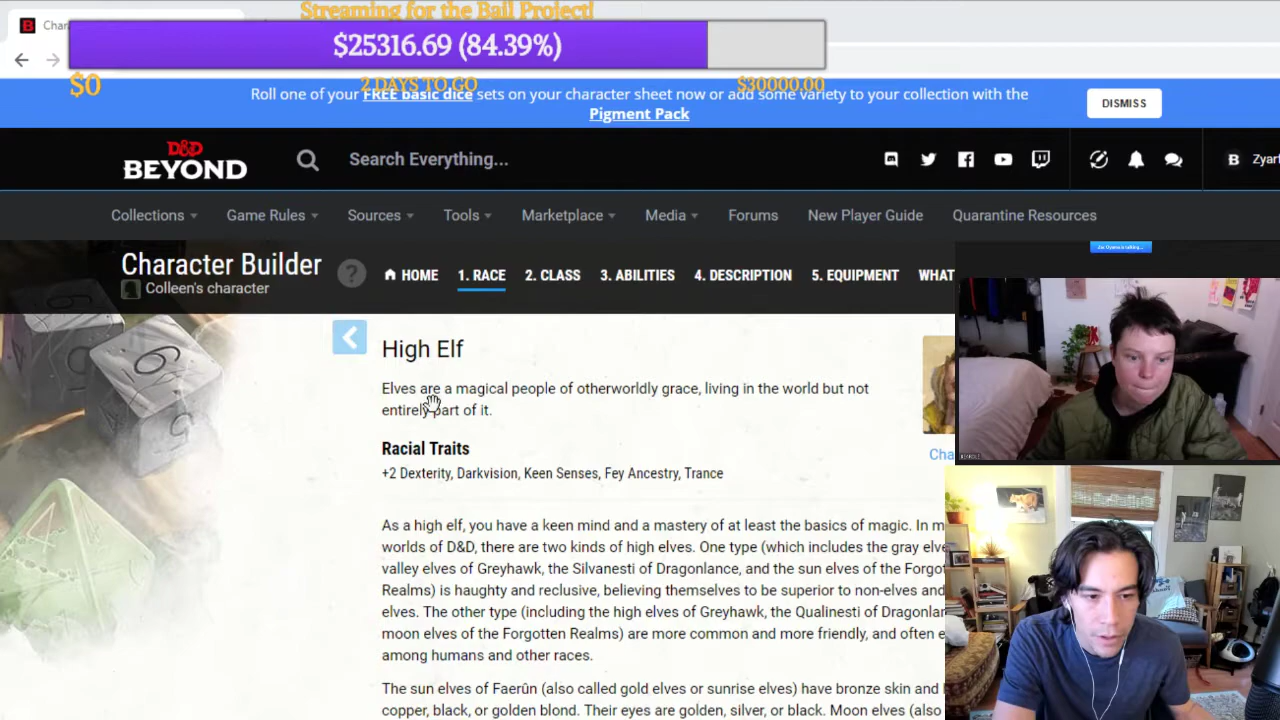 Streaming for the Bail Project!
$25316.69 (84.39%)
$0
2 DAYS TO GO
$30000.00
Roll one of your FREE basic dice sets on your character sheet now or add some variety to your collection with the
Pigment Pack
DISMISS
D&D
BEYOND
Search Everything...
Collections
Game Rules
Sources
Tools
Marketplace
Media
Forums
New Player Guide
Quarantine Resources
Character Builder
Colleen's character
?
HOME
1. RACE
2. CLASS
3. ABILITIES
4. DESCRIPTION
5. EQUIPMENT
High Elf
Elves are a magical people of otherworldly grace, living in the world but not
entirely part of it.
Racial Traits
+2 Dexterity, Darkvision, Keen Senses, Fey Ancestry, Trance
As a high elf, you have a keen mind and a mastery of at least the basics of magic. In
worlds of D&D, there are two kinds of high elves. One type (which includes the gray
valley elves of Greyhawk, the Silvanesti of Dragonlance, and the sun elves of the
Realms) is haughty and reclusive, believing themselves to be superior to non-elves and
elves. The other type (including the high elves of Greyhawk, the Qualinesti of
moon elves of the Forgotten Realms) are more common and more friendly, and often
among humans and other races.
The sun elves of Faerûn (also called gold elves or sunrise elves) have bronze skin and
copper, black, or golden blond. Their eyes are golden, silver, or black. Moon elves (also